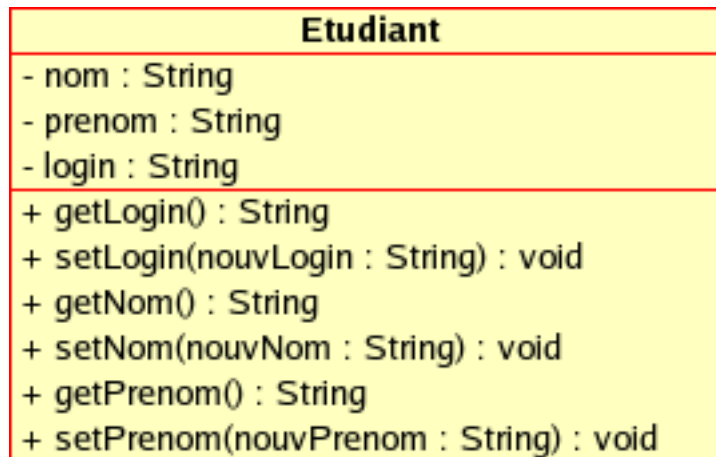 Etudiant
- nom : String
- prenom : String
- login : String
+ getLogin() : String
+ setLogin(nouvLogin : String) : void
+ getNom() : String
+ setNom(nouvNom : String) : void
+ getPrenom() : String
+ setPrenom(nouvPrenom : String) : void